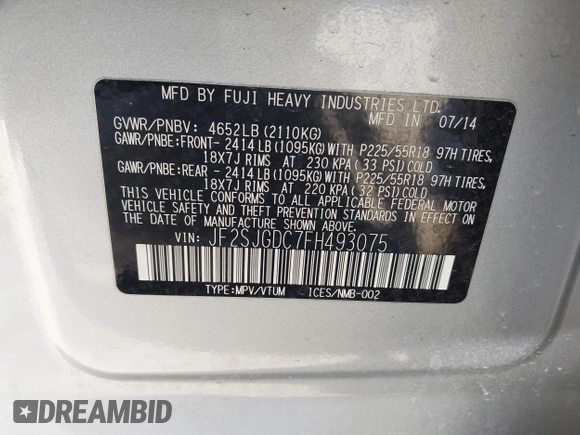 MFD BY FUJI HEAVY INDUSTRIES LTD.
MFD IN 07/14
GVWR/PNBV: 4652LB(2110KG)
GAWR/PNBE:FRONT- 2414LB(1095KG)WITH P225/55R18 97H TIRES,
18X7J RIMS AT 230 KPA(33 PSI)COLD
GAWR/PNBE:REAR - 2414LB(1095KG)WITH P225/55R18 97H TIRES,
18X7J RIMS AT 220 KPA(32 PSI)COLD
THIS VEHICLE CONFORMS TO ALL APPLICABLE FEDERAL MOTOR
VEHICLE SAFETY AND THEFT PREVENTION STANDARDS IN EFFECT ON
THE DATE OF MANUFACTURE SHOWN ABOVE.
VIN: JF2SJGDC7FH493075
TYPE:MPV/VTUM ICES/NMB-002
DREAMBID